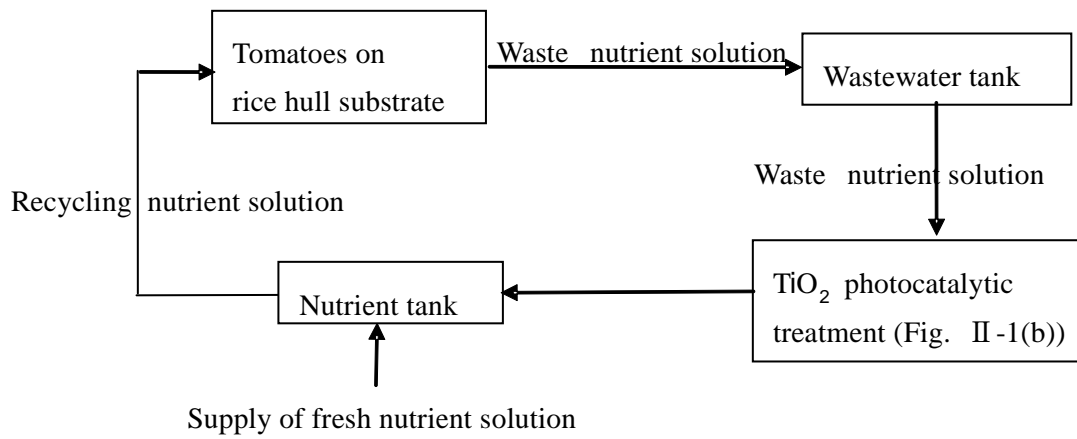 Tomatoes on
rice hull substrate
Waste nutrient solution
Wastewater tank
Waste nutrient solution
Recycling nutrient solution
TiO₂ photocatalytic
treatment (Fig. Ⅱ-1(b))
Nutrient tank
Supply of fresh nutrient solution